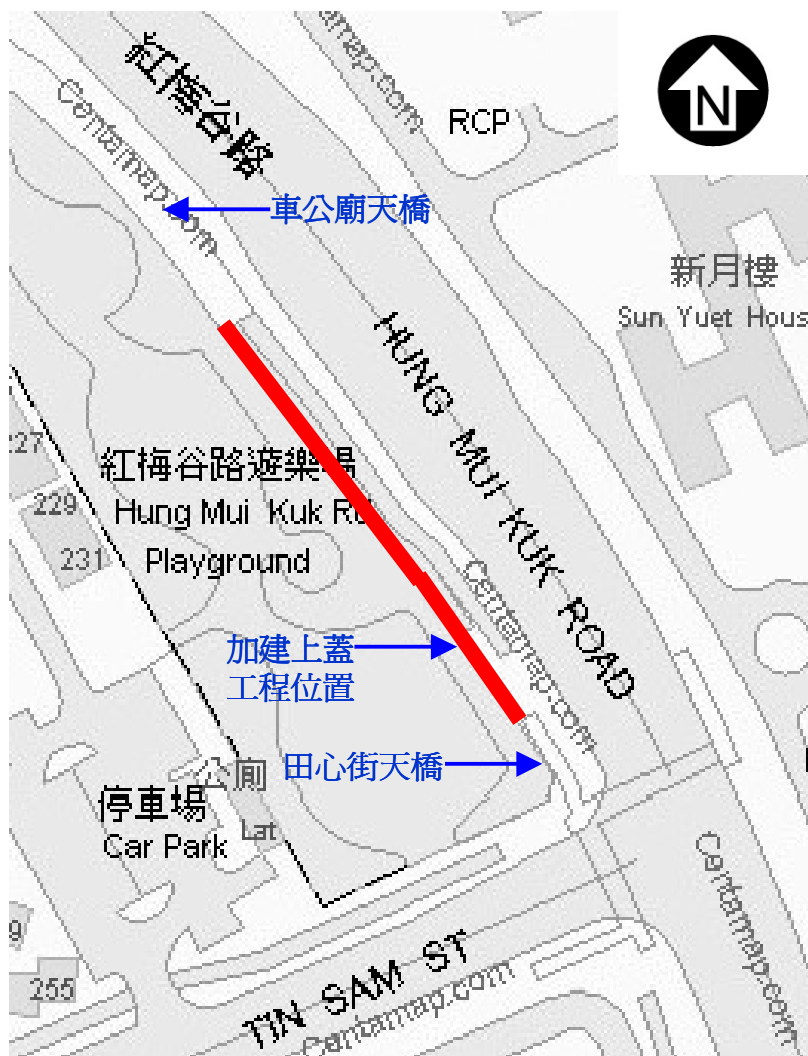 紅梅谷路
Centamap.com
Centamap.com
RCP
N
車公廟天橋
新月樓
Sun Yuet Hous
HUNG MUI KUK ROAD
227
紅梅谷路遊樂場
229
Hung Mui Kuk Rd
231
Playground
Centamap.com
加建上蓋
工程位置
公廁
田心街天橋
停車場
Lat
Car Park
Centamap.com
9
255
TIN SAM ST
Centamap.com